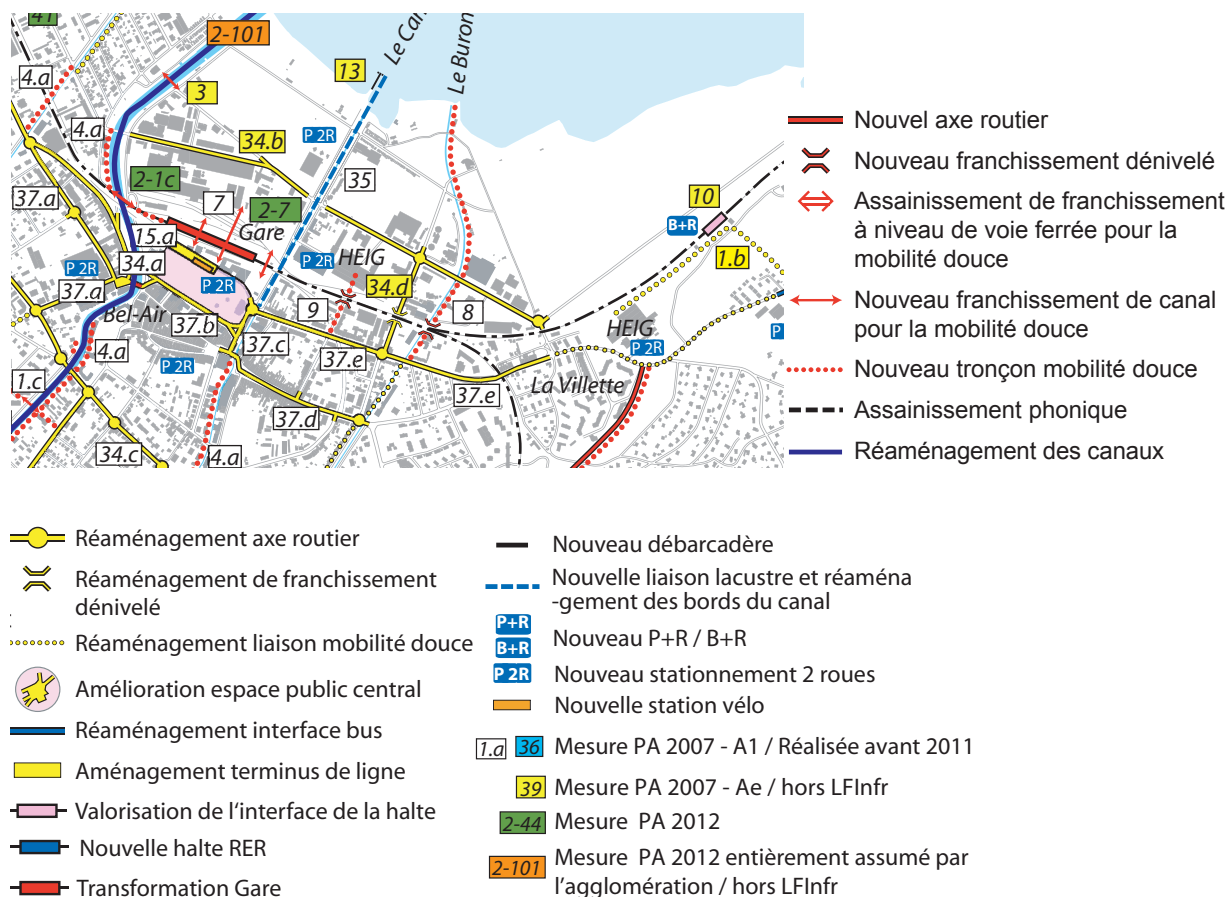 41
2-101
Le Can
Le Buron
4.a
13
3
4.a
34.b
P 2R
2-1c
35
37.a
7
2-7
Gare
10
B+R
15.a
34.a
HEIG
1.b
P 2R
P 2R
P 2R
34.d
37.a
9
8
HEIG
P
Bel-Air
37.b
37.c
P 2R
4.a
P 2R
37.e
1.c
La Villette
37.e
37.d
34.c
4.a
Nouvel axe routier
Nouveau franchissement dénivelé
Assainissement de franchissement
à niveau de voie ferrée pour la
mobilité douce
Nouveau franchissement de canal
pour la mobilité douce
Nouveau tronçon mobilité douce
Assainissement phonique
Réaménagement des canaux
Réaménagement axe routier
Réaménagement de franchissement
dénivelé
Réaménagement liaison mobilité douce
Amélioration espace public central
Réaménagement interface bus
Aménagement terminus de ligne
Valorisation de l'interface de la halte
Nouvelle halte RER
Transformation Gare
Nouveau débarcadère
Nouvelle liaison lacustre et réaména
-gement des bords du canal
P+R
B+R
Nouveau P+R / B+R
P 2R Nouveau stationnement 2 roues
Nouvelle station vélo
1.a 36 Mesure PA 2007 - A1 / Réalisée avant 2011
39 Mesure PA 2007 - Ae / hors LFInfr
2-44 Mesure PA 2012
2-101 Mesure PA 2012 entièrement assumé par
l'agglomération / hors LFInfr